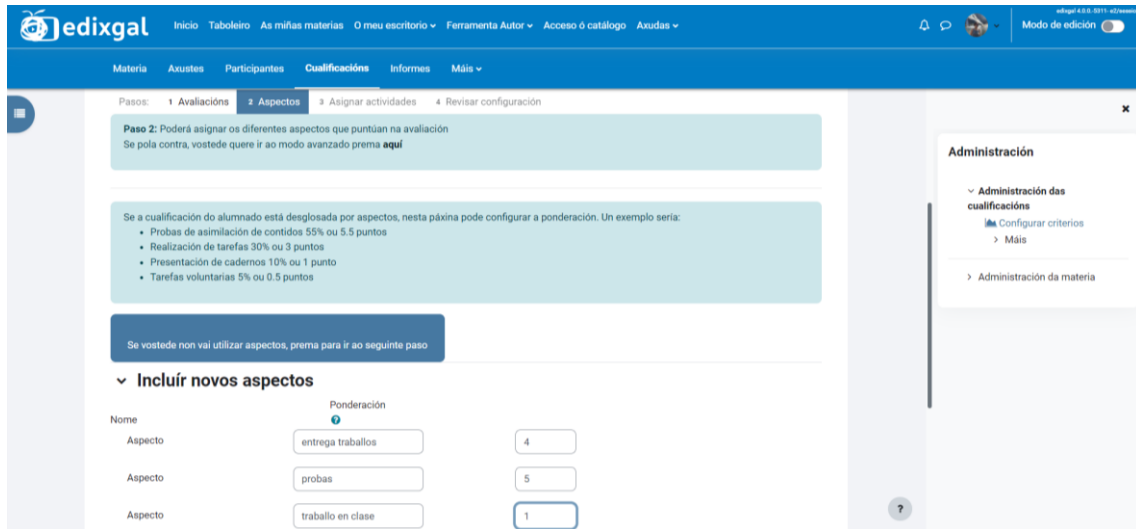 edixgal 4.0.0.-5911- e2/
edixgal
Inicio Taboleiro As miñas materias O meu escritorio Ferramenta Autor Acceso ó catálogo Axudas
Modo de edición
Materia Axustes Participantes Cualificacións Informes Máis
Pasos: 1 Avaliacións 2 Aspectos 3 Asignar actividades 4 Revisar configuración
Paso 2: Poderá asignar os diferentes aspectos que puntúan na avaliación
Se pola contra, vostede quere ir ao modo avanzado prema aquí
Se a cualificación do alumnado está desglosada por aspectos, nesta páxina pode configurar a ponderación. Un exemplo sería:
• Probas de asimilación de contidos 55% ou 5.5 puntos
• Realización de tarefas 30% ou 3 puntos
• Presentación de cadernos 10% ou 1 punto
• Tarefas voluntarias 5% ou 0.5 puntos
Se vostede non vai utilizar aspectos, prema para ir ao seguinte paso
Incluír novos aspectos
Ponderación
Nome
?
Aspecto entrega traballos 4
Aspecto probas 5
Aspecto traballo en clase 1
Administración
Administración das
cualificacións
Configurar criterios
> Máis
> Administración da materia
?